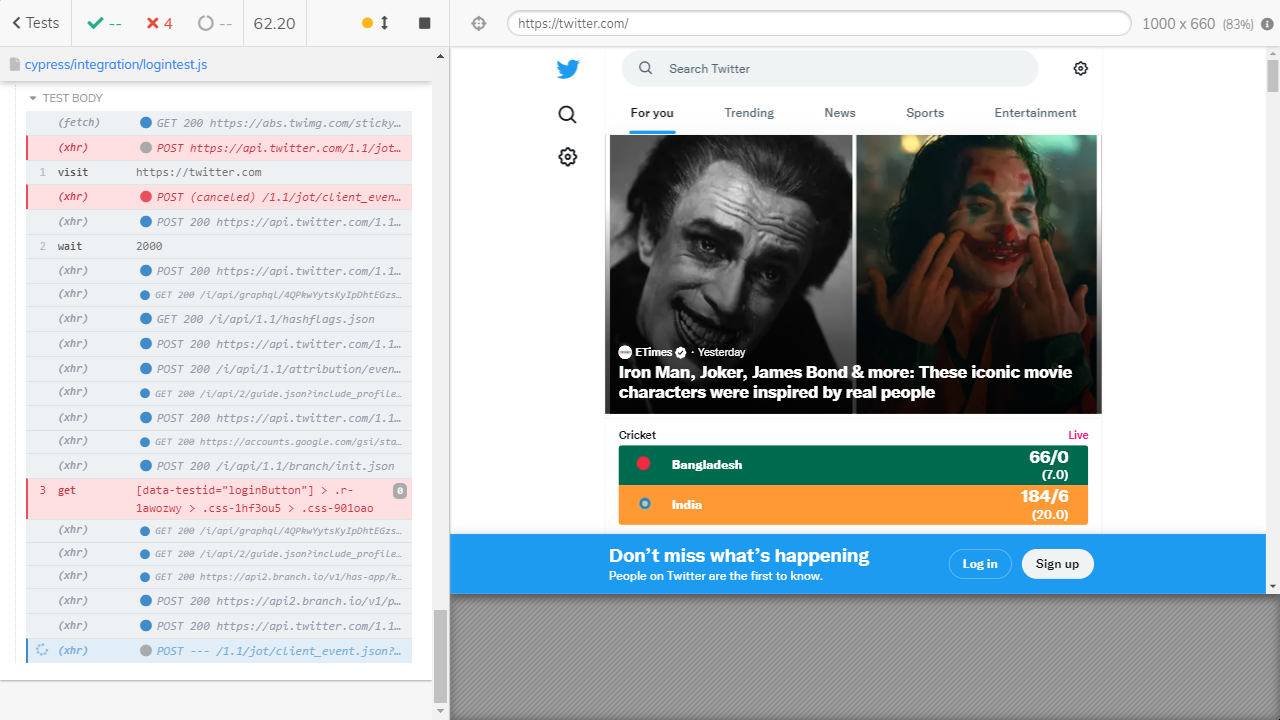 Tests
--
4
--
62.20
https://twitter.com/
1000 x 660 (83%)
cypress/integration/logintest.js
TEST BODY
(fetch) GET 200 https://abs.twimg.com/sticky…
(xhr) POST https://api.twitter.com/1.1/jot…
1 visit https://twitter.com
(xhr) POST (canceled) /1.1/jot/client_even…
(xhr) POST 200 https://api.twitter.com/1.1…
2 wait 2000
(xhr) POST 200 https://api.twitter.com/1.1…
(xhr) GET 200 /i/api/graphql/4QPkwYytsKyIpDhtEGzs…
(xhr) GET 200 /i/api/1.1/hashflags.json
(xhr) POST 200 https://api.twitter.com/1.1…
(xhr) POST 200 /i/api/1.1/attribution/even…
(xhr) GET 200 /i/api/2/guide.json?include_profile…
(xhr) POST 200 https://api.twitter.com/1.1…
(xhr) GET 200 https://accounts.google.com/gsi/sta…
(xhr) POST 200 /i/api/1.1/branch/init.json
3 get [data-testid="loginButton"] > .r- 0
1awozwy > .css-1hf3ou5 > .css-901oao
(xhr) GET 200 /i/api/graphql/4QPkwYytsKyIpDhtEGzs…
(xhr) GET 200 /i/api/2/guide.json?include_profile…
(xhr) GET 200 https://api2.branch.io/v1/has-app/k…
(xhr) POST 200 https://api2.branch.io/v1/p…
(xhr) POST 200 https://api.twitter.com/1.1…
(xhr) POST --- /1.1/jot/client_event.json?…
Search Twitter
For you
Trending
News
Sports
Entertainment
ETimes · Yesterday
Iron Man, Joker, James Bond & more: These iconic movie
characters were inspired by real people
Cricket
Live
Bangladesh
66/0
(7.0)
India
184/6
(20.0)
Don’t miss what’s happening
People on Twitter are the first to know.
Log in
Sign up